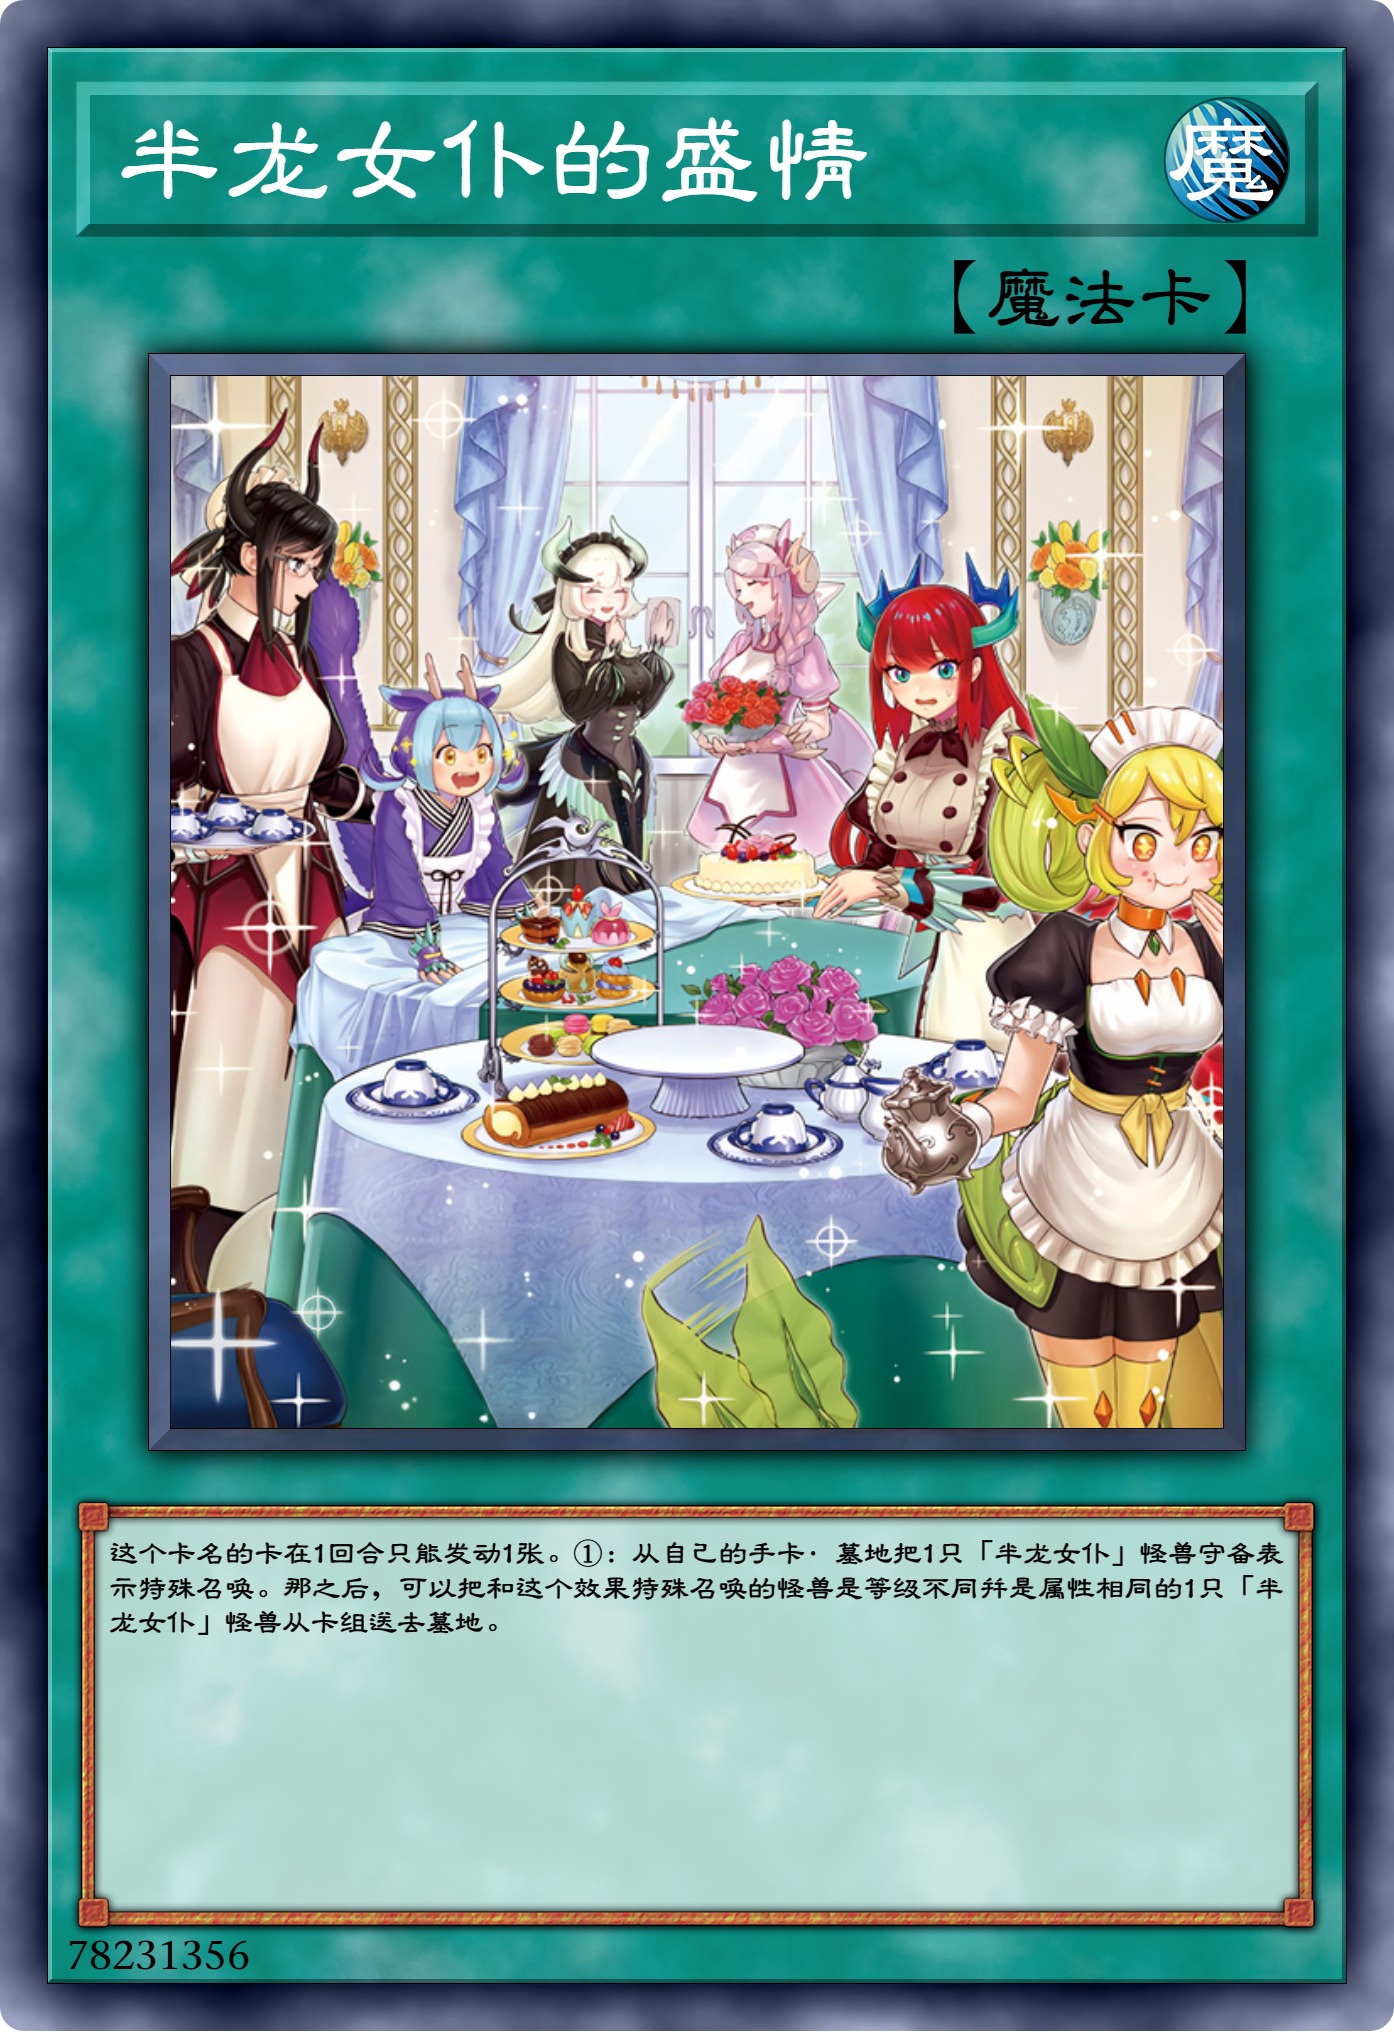 半龙女仆的盛情
魔
【魔法卡】
这个卡名的卡在1回合只能发动1张。①：从自己的手卡·墓地把1只「半龙女仆」怪兽守备表
示特殊召唤。那之后，可以把和这个效果特殊召唤的怪兽是等级不同并是属性相同的1只「半
龙女仆」怪兽从卡组送去墓地。
78231356